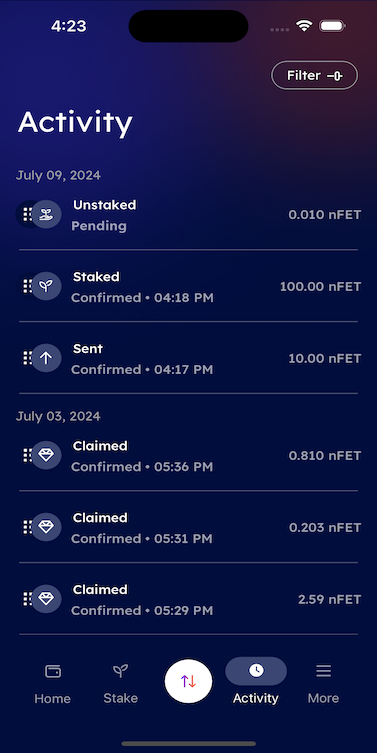 4:23
Filter
Activity
July 09, 2024
Unstaked
Pending
0.010 nFET
Staked
Confirmed • 04:18 PM
100.00 nFET
Sent
Confirmed • 04:17 PM
10.00 nFET
July 03, 2024
Claimed
Confirmed • 05:36 PM
0.810 nFET
Claimed
Confirmed • 05:31 PM
0.203 nFET
Claimed
Confirmed • 05:29 PM
2.59 nFET
Home
Stake
Activity
More